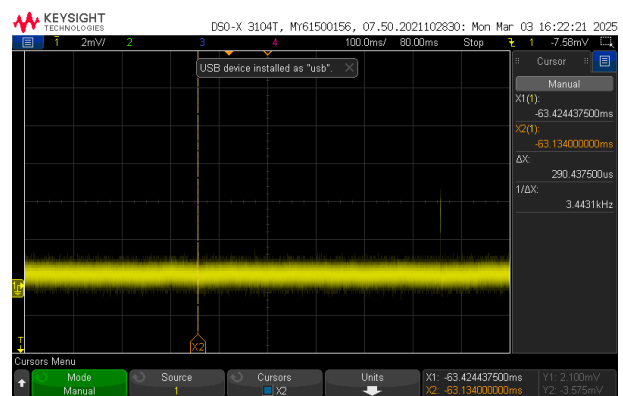 KEYSIGHT
TECHNOLOGIES
DSO-X 3104T, MY61500156, 07.50.2021102830: Mon Mar 03 16:22:21 2025
1 2mV/ 2 3 4 100.0ms/ 80.00ms Stop 1 -7.58mV
USB device installed as "usb".
Cursor
Manual
X1(1):
-63.424437500ms
X2(1):
-63.134000000ms
ΔX:
290.437500us
1/ΔX:
3.4431kHz
1
T
X2
Cursors Menu
Mode
Manual
Source
1
Cursors
X2
Units
X1: -63.424437500ms
X2: -63.134000000ms
Y1: 2.100mV
Y2: -3.575mV